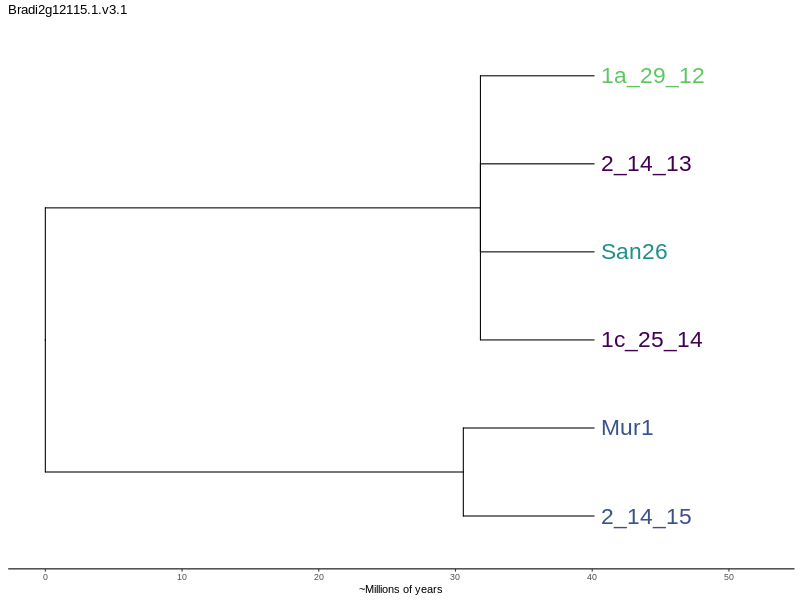 Bradi2g12115.1.v3.1
1a_29_12
2_14_13
San26
1c_25_14
Mur1
2_14_15
0 10 20 30 40 50
~Millions of years